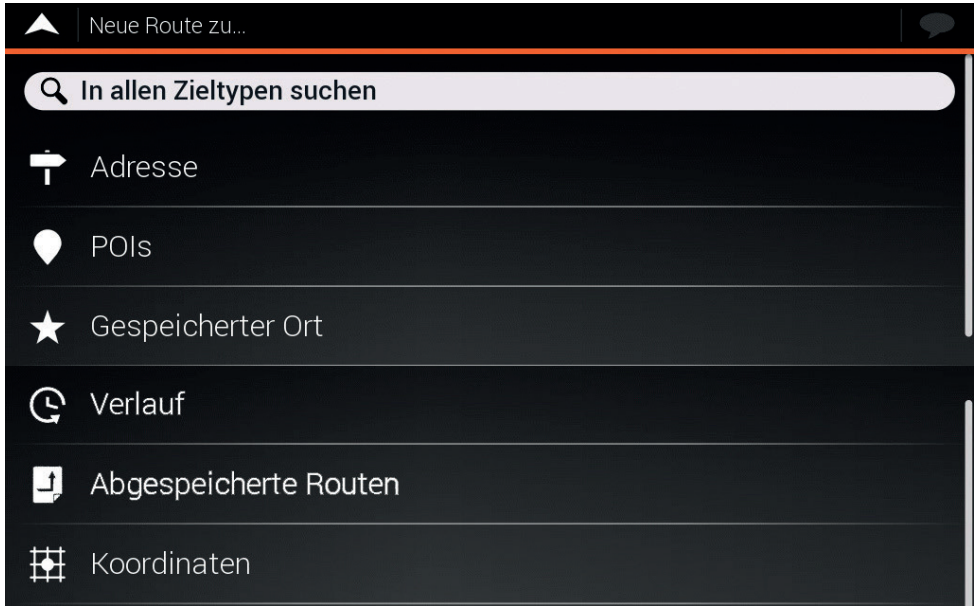 Neue Route zu...
In allen Zieltypen suchen
Adresse
POIs
Gespeicherter Ort
Verlauf
Abgespeicherte Routen
Koordinaten